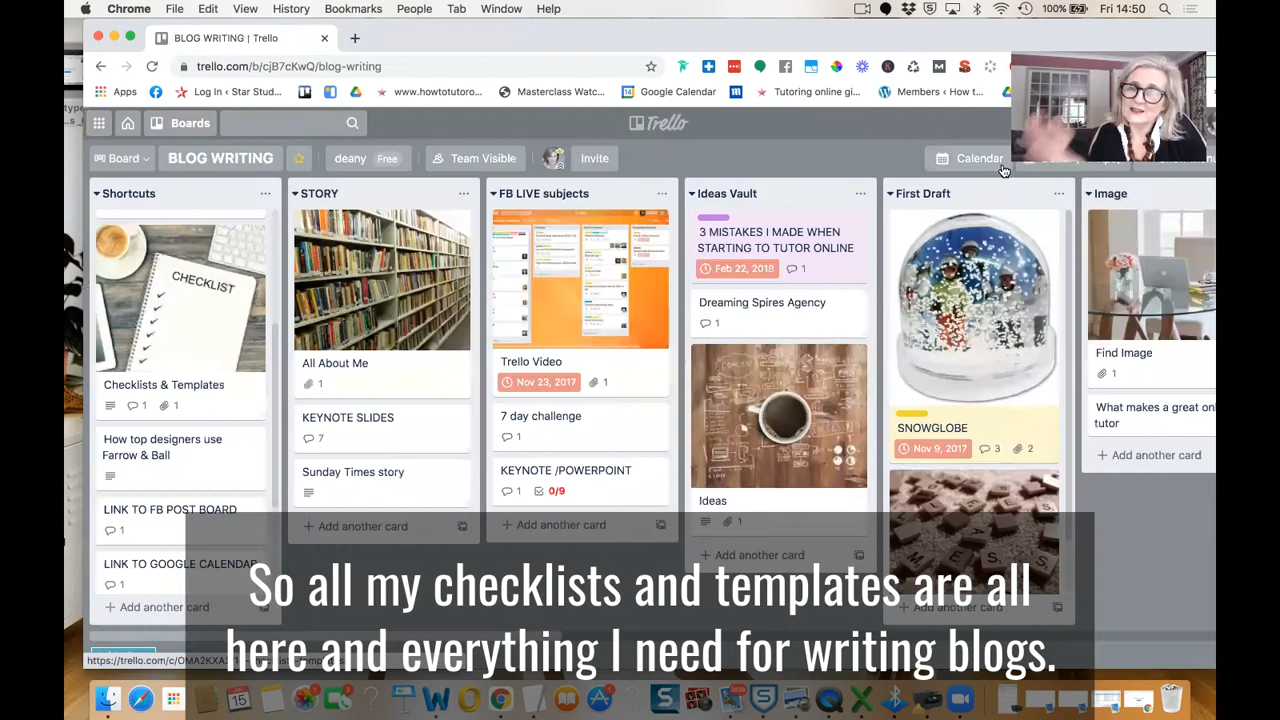 Chrome File Edit View History Bookmarks People Tab Window Help
100% Fri 14:50
BLOG WRITING | Trello
trello.com/b/cjB7cKwQ/blog-writing
Apps
Log In ‹ Star Stud...
www.howtotutoro...
Masterclass Watc...
Google Calendar
Tutoring online gi...
Members ‹ How t...
Boards
Trello
Board
BLOG WRITING
deany Free
Team Visible
Invite
Calendar
Shortcuts
CHECKLIST
Checklists & Templates
1 1
How top designers use
Farrow & Ball
LINK TO FB POST BOARD
1
LINK TO GOOGLE CALENDAR
1
+ Add another card
STORY
All About Me
1
KEYNOTE SLIDES
7
Sunday Times story
+ Add another card
FB LIVE subjects
Trello Video
Nov 23, 2017 1
7 day challenge
1
KEYNOTE /POWERPOINT
1 0/9
+ Add another card
Ideas Vault
3 MISTAKES I MADE WHEN
STARTING TO TUTOR ONLINE
Feb 22, 2018 1
Dreaming Spires Agency
1
Ideas
1
+ Add another card
First Draft
SNOWGLOBE
Nov 9, 2017 3 2
+ Add another card
Image
Find Image
1
What makes a great onl
tutor
+ Add another card
So all my checklists and templates are all
here and everything I need for writing blogs.